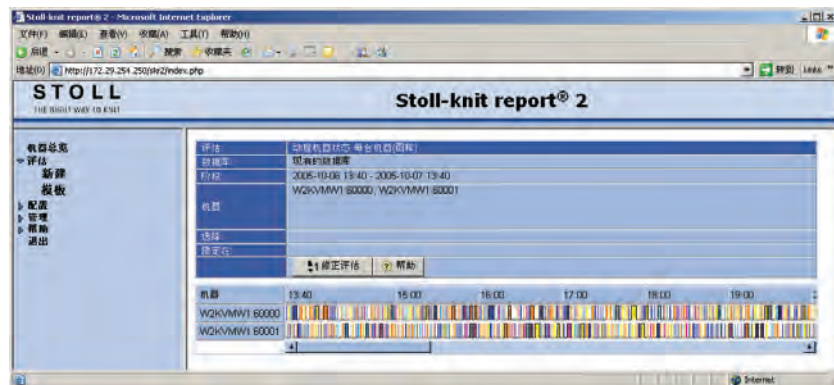 Stoll-knit report® 2 - Microsoft Internet Explorer
文件(F) 编辑(E) 查看(V) 收藏(A) 工具(T) 帮助(H)
后退 搜索 收藏夹
地址(D) http://172.29.254.250/skr2/index.php 转到 Links »
STOLL
THE RIGHT WAY TO KNIT
Stoll-knit report® 2
机器总览
评估
新建
模板
配置
管理
帮助
退出
评估 动程机器状态 每台机器(图释)
数据库 现有的数据库
阶段 2005-10-06 13:40 - 2005-10-07 13:40
机器 W2KVMW1 60000, W2KVMW1 60001
选择
修正评估 帮助
机器 13:40 15:00 16:00 17:00 18:00 19:00
W2KVMW1 60000
W2KVMW1 60001
Internet